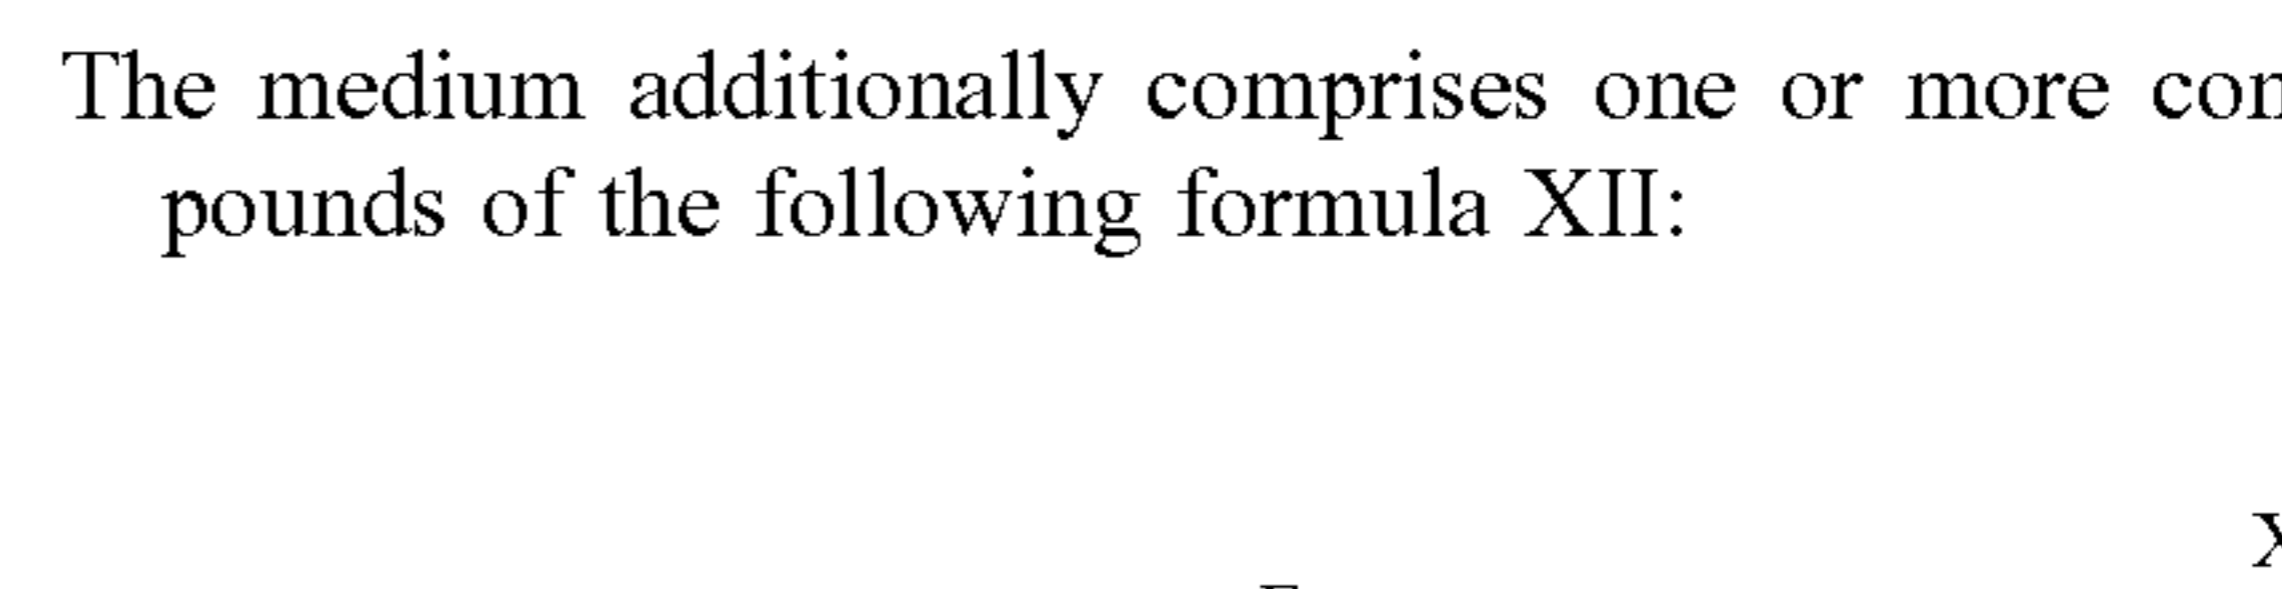 The medium additionally comprises one or more com
pounds of the following formula XII:
X